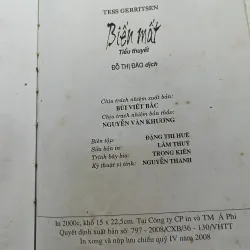 TESS GERRITSEN
Biến mất
Tiểu thuyết
ĐỖ THỊ ĐÀO dịch
Chịu trách nhiệm xuất bản:
BÙI VIỆT BẮC
Chịu trách nhiệm bản thảo:
NGUYỄN VĂN KHƯƠNG
Biên tập: ĐẶNG THỊ HUỆ
Sửa bản in: LÂM THUỶ
Trình bày bìa: TRỌNG KIÊN
Kỹ thuật vi tính: NGUYỄN THANH
In 2000c, khổ 15 x 22,5cm. Tại Công ty CP in và TM Á Phi
Quyết định xuất bản số: 797 - 2008/CXB/36 - 130/VHTT
In xong và nộp lưu chiểu quý IV năm 2008